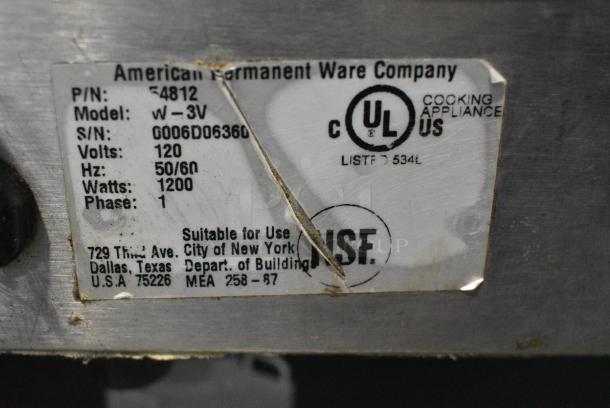 American Permanent Ware Company
P/N: 54812
Model: W-3V
S/N: 0006D06360
Volts: 120
Hz: 50/60
Watts: 1200
Phase: 1
C UL ® US
COOKING
APPLIANCE
LISTED 534L
Suitable for Use
City of New York
Depart. of Building
MEA 258-87
729 Third Ave.
Dallas, Texas
U.S.A 75226
NSF.